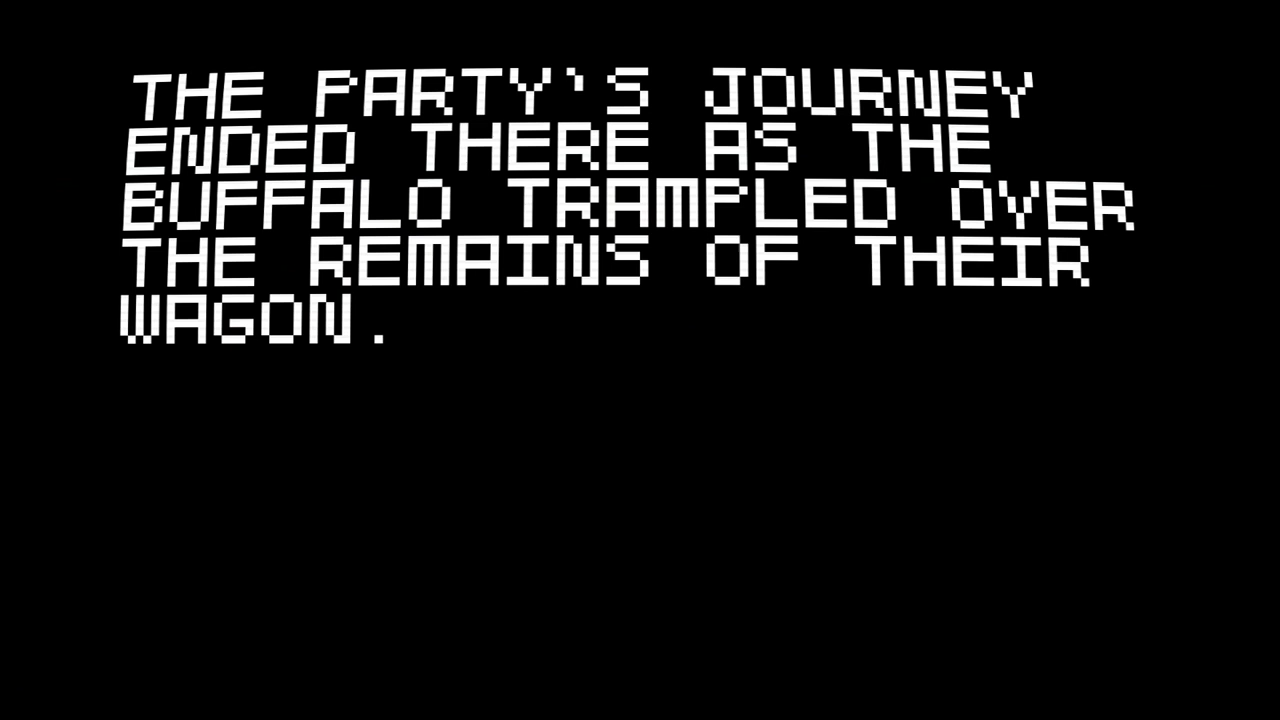 THE PARTY`S JOURNEY
ENDED THERE AS THE
BUFFALO TRAMPLED OVER
THE REMAINS OF THEIR
WAGON.